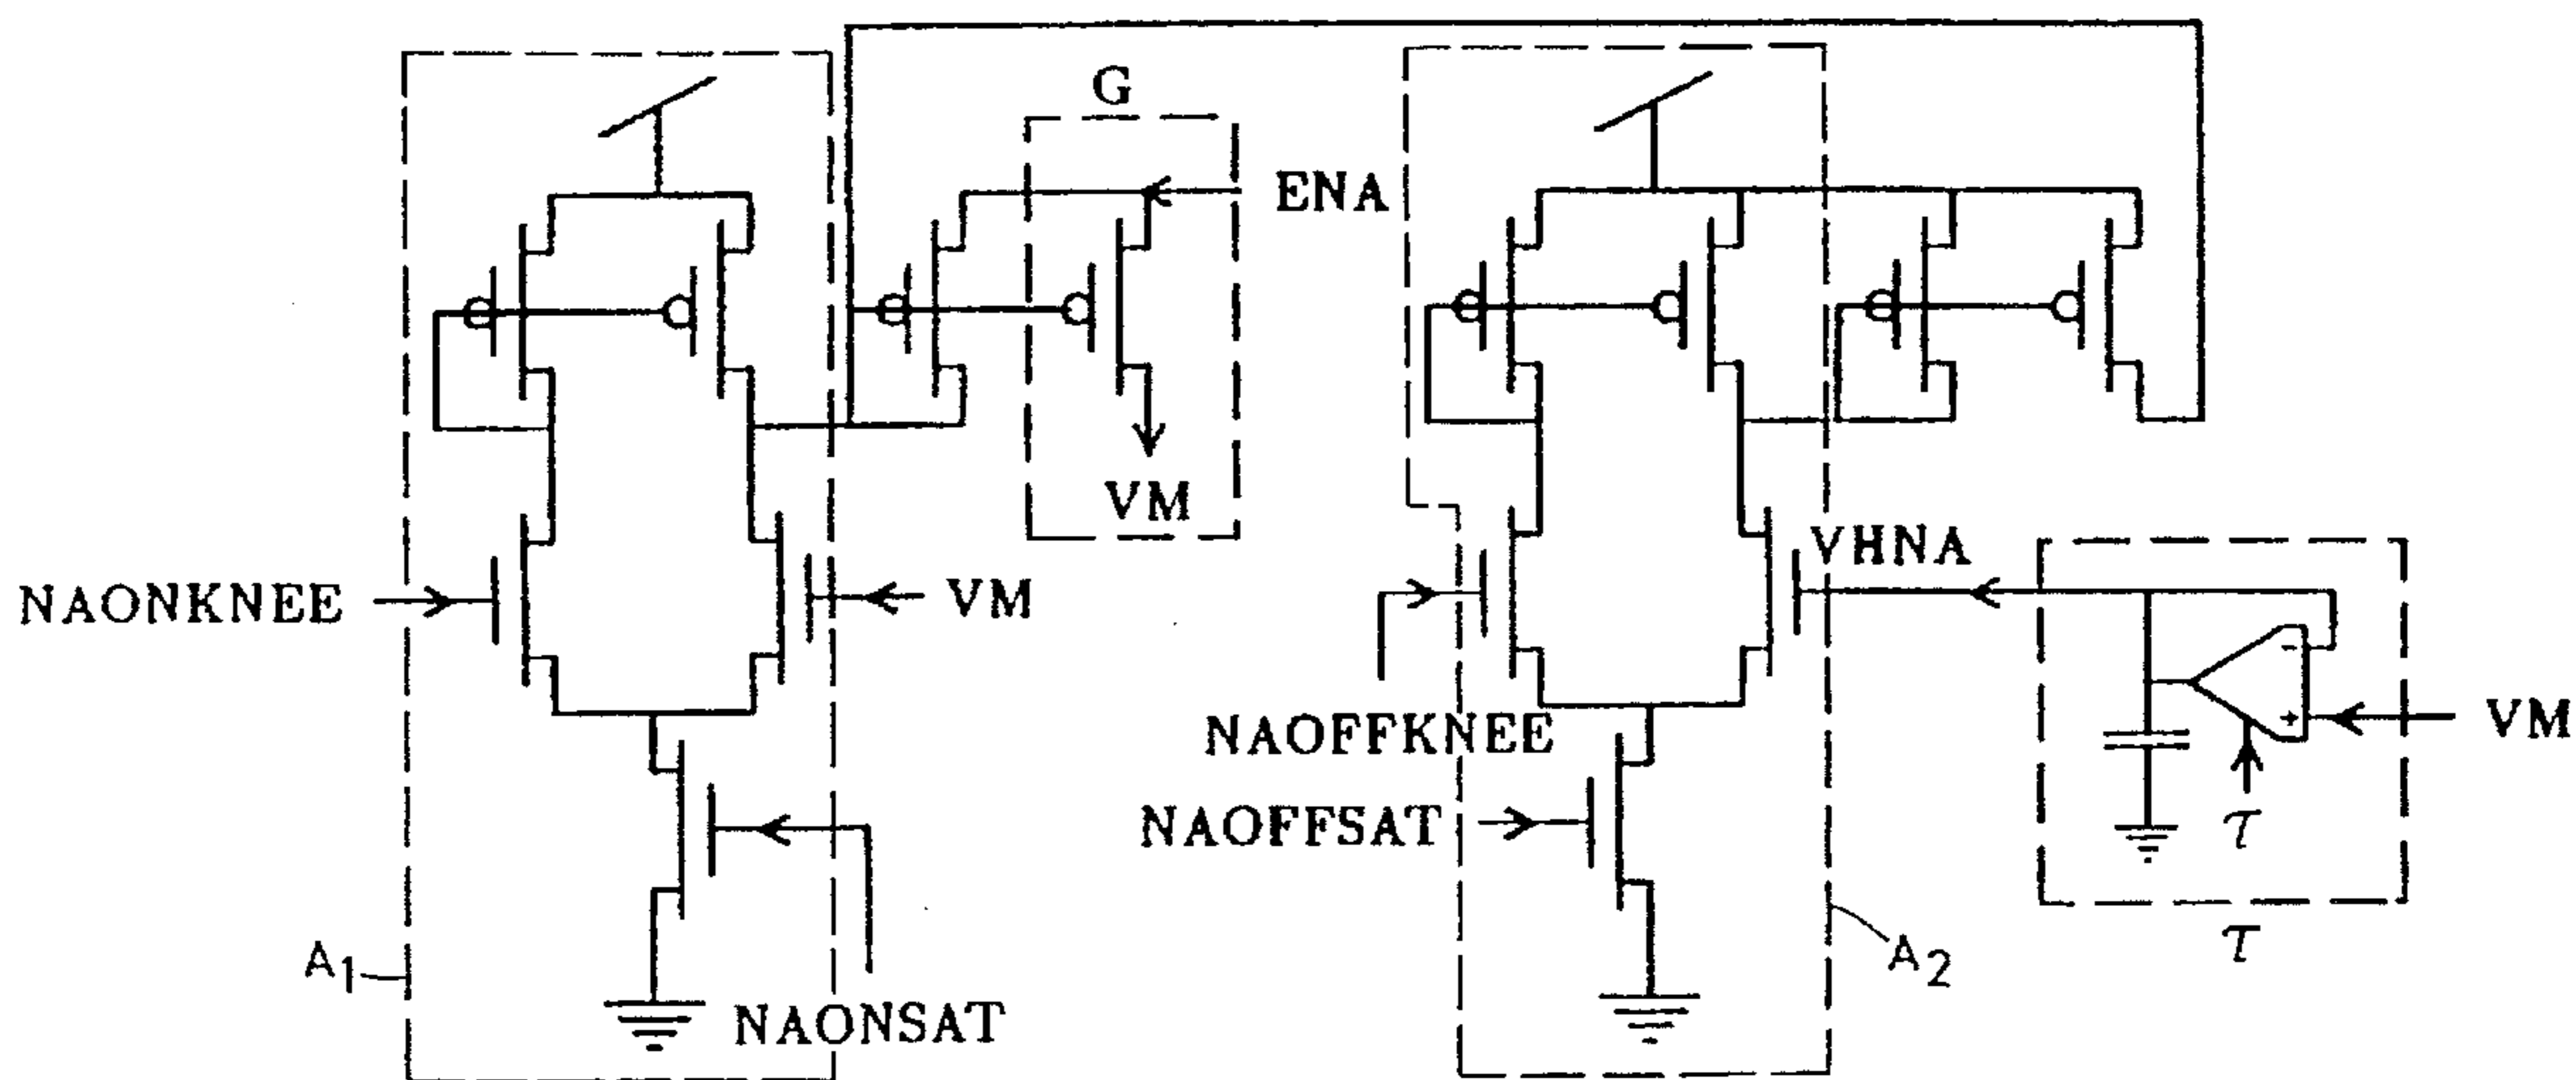 G
ENA
VM
NAONKNEE
VM
VHNA
NAOFFKNEE
VM
NAOFFSAT
τ
τ
A1
A2
NAONSAT
-
+